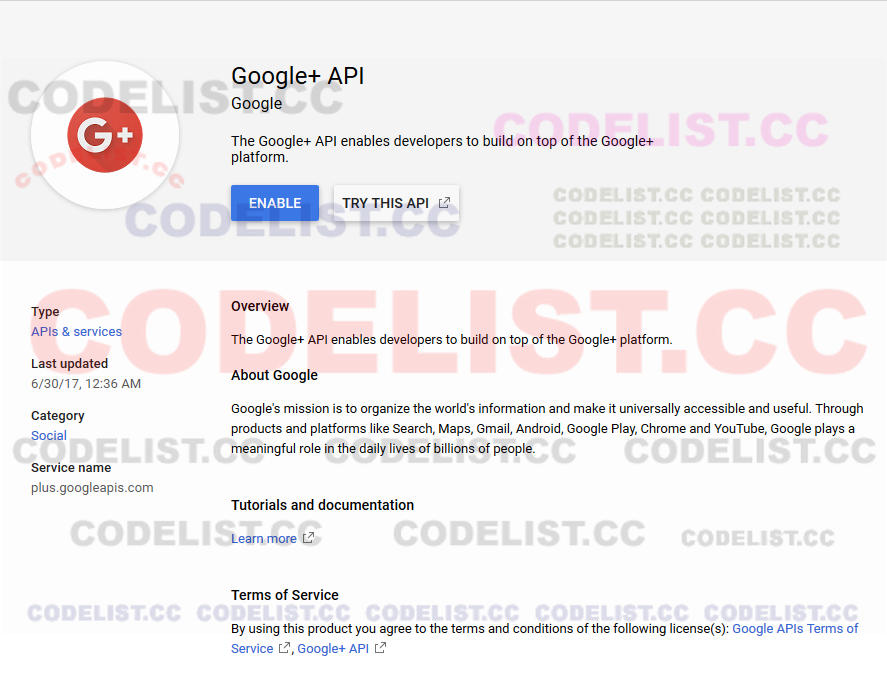 Google+ API
CODELIST.CC
Google
G+
CODELIST.CC
The Google+ API enables developers to build on top of the Google+
platform.
CODELIST.CC
ENABLE
TRY THIS API
CODELIST.CC
CODELIST.CC CODELIST.CC
CODELIST.CC CODELIST.CC
CODELIST.CC CODELIST.CC
CODELIST.CC
Type
APIs & services
Last updated
6/30/17, 12:36 AM
Category
Social
Service name
plus.googleapis.com
Overview
The Google+ API enables developers to build on top of the Google+ platform.
About Google
Google's mission is to organize the world's information and make it universally accessible and useful. Through
products and platforms like Search, Maps, Gmail, Android, Google Play, Chrome and YouTube, Google plays a
meaningful role in the daily lives of billions of people.
CODELIST.CC CODELIST.CC CODELIST.CC
Tutorials and documentation
Learn more
CODELIST.CC CODELIST.CC CODELIST.CC
Terms of Service
CODELIST.CC CODELIST.CC CODELIST.CC CODELIST.CC CODELIST.CC
By using this product you agree to the terms and conditions of the following license(s): Google APIs Terms of
Service , Google+ API